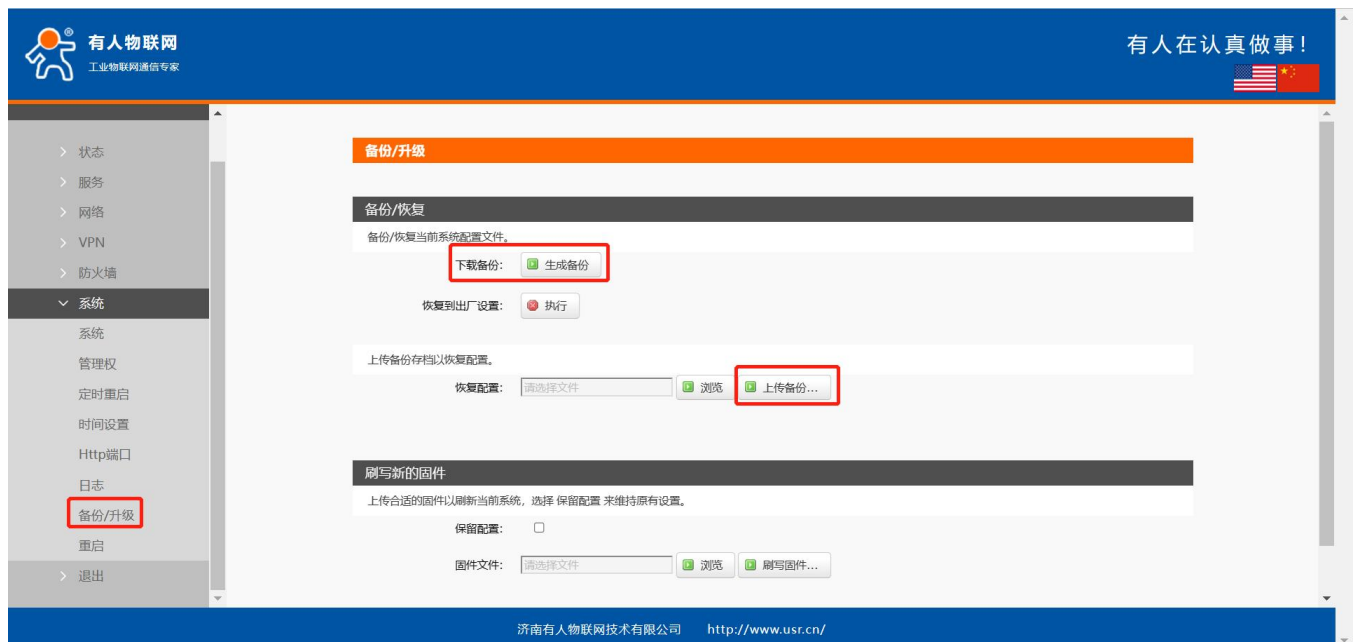 有人物联网
工业物联网通信专家
有人在认真做事!
状态
服务
网络
VPN
防火墙
系统
系统
管理权
定时重启
时间设置
Http端口
日志
备份/升级
重启
退出
备份/升级
备份/恢复
备份/恢复当前系统配置文件。
下载备份: 生成备份
恢复到出厂设置: 执行
上传备份存档以恢复配置。
恢复配置: 请选择文件 浏览 上传备份...
刷写新的固件
上传合适的固件以刷新当前系统，选择 保留配置 来维持原有设置。
保留配置:
固件文件: 请选择文件 浏览 刷写固件...
济南有人物联网技术有限公司 http://www.usr.cn/